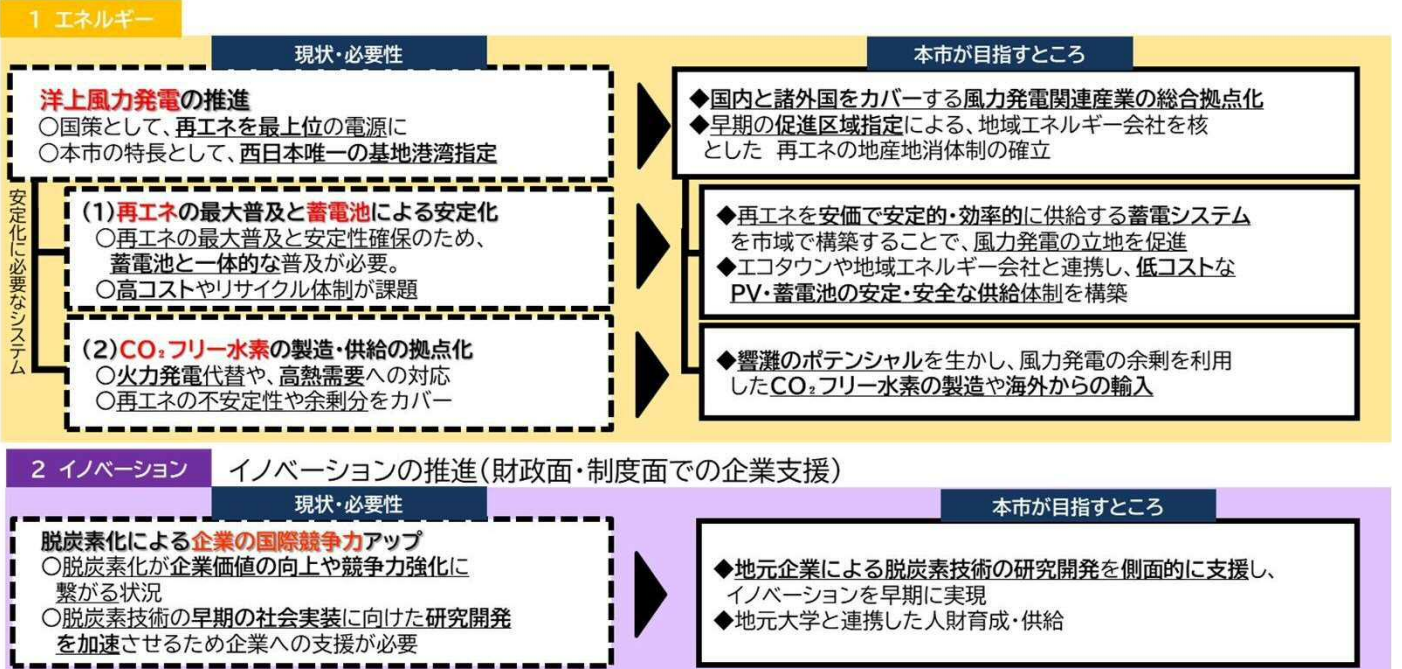 1 エネルギー
現状・必要性
洋上風力発電の推進
○国策として、再エネを最上位の電源に
○本市の特長として、西日本唯一の基地港湾指定
本市が目指すところ
◆国内と諸外国をカバーする風力発電関連産業の総合拠点化
◆早期の促進区域指定による、地域エネルギー会社を核
とした 再エネの地産地消体制の確立
安定化に必要なシステム
(1)再エネの最大普及と蓄電池による安定化
○再エネの最大普及と安定性確保のため、
蓄電池と一体的な普及が必要。
○高コストやリサイクル体制が課題
◆再エネを安価で安定的・効率的に供給する蓄電システム
を市域で構築することで、風力発電の立地を促進
◆エコタウンや地域エネルギー会社と連携し、低コストな
PV・蓄電池の安定・安全な供給体制を構築
(2)CO₂フリー水素の製造・供給の拠点化
○火力発電代替や、高熱需要への対応
○再エネの不安定性や余剰分をカバー
◆響灘のポテンシャルを生かし、風力発電の余剰を利用
したCO₂フリー水素の製造や海外からの輸入
2 イノベーション
イノベーションの推進(財政面・制度面での企業支援)
現状・必要性
脱炭素化による企業の国際競争力アップ
○脱炭素化が企業価値の向上や競争力強化に
繋がる状況
○脱炭素技術の早期の社会実装に向けた研究開発
を加速させるため企業への支援が必要
本市が目指すところ
◆地元企業による脱炭素技術の研究開発を側面的に支援し、
イノベーションを早期に実現
◆地元大学と連携した人財育成・供給